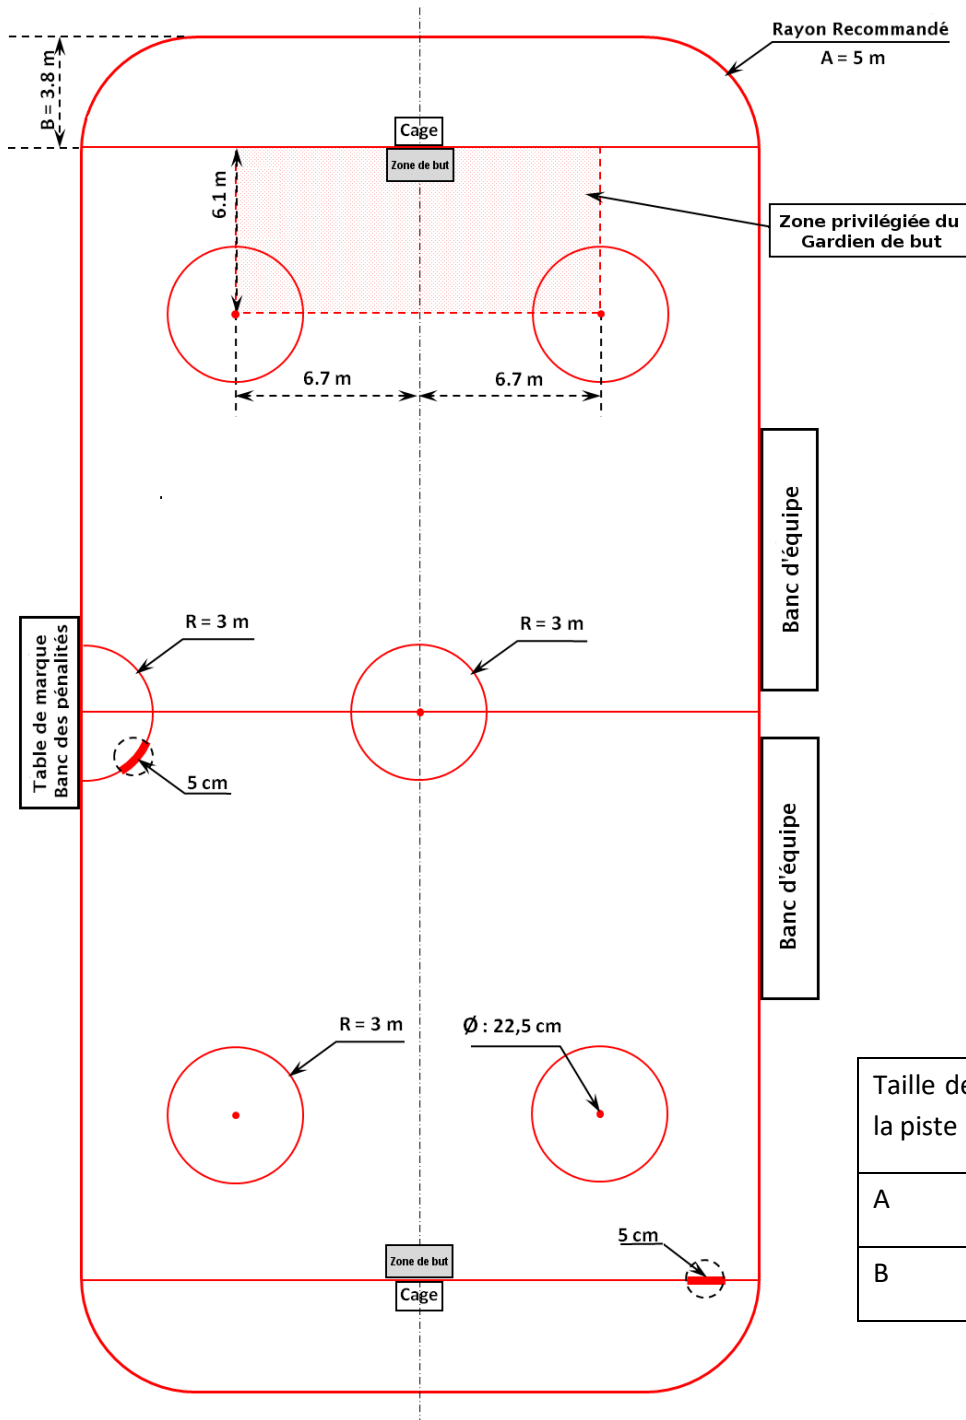 Rayon Recommandé
A = 5 m
B = 3.8 m
Cage
Zone de but
6.1 m
Zone privilégiée du
Gardien de but
6.7 m
6.7 m
Banc d'équipe
R = 3 m
R = 3 m
Table de marque
Banc des pénalités
5 cm
Banc d'équipe
R = 3 m
Ø : 22,5 cm
Taille de
la piste
A
B
5 cm
Zone de but
Cage